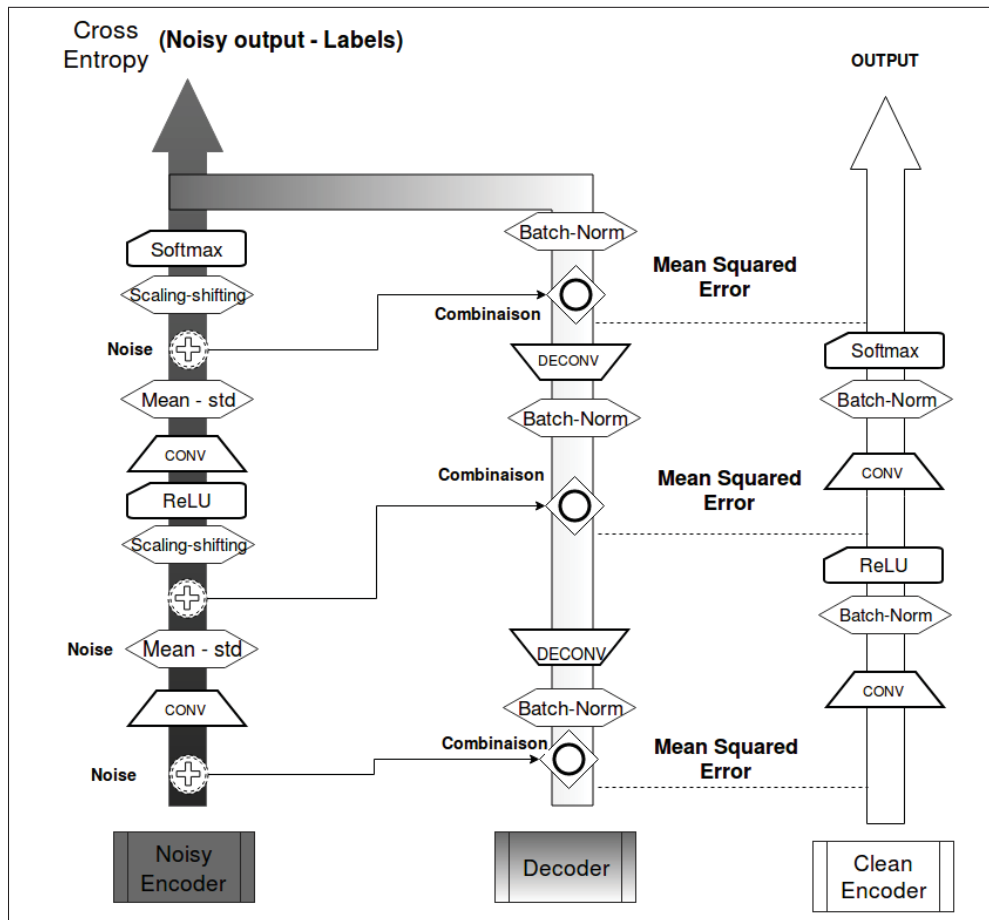 Cross
Entropy
(Noisy output - Labels)
Softmax
Scaling-shifting
Noise
Mean - std
CONV
ReLU
Scaling-shifting
Noise
Mean - std
CONV
Noise
Noisy
Encoder
Batch-Norm
Combinaison
DECONV
Batch-Norm
Combinaison
DECONV
Batch-Norm
Combinaison
Decoder
Mean Squared
Error
Mean Squared
Error
Mean Squared
Error
OUTPUT
Softmax
Batch-Norm
CONV
ReLU
Batch-Norm
CONV
Clean
Encoder